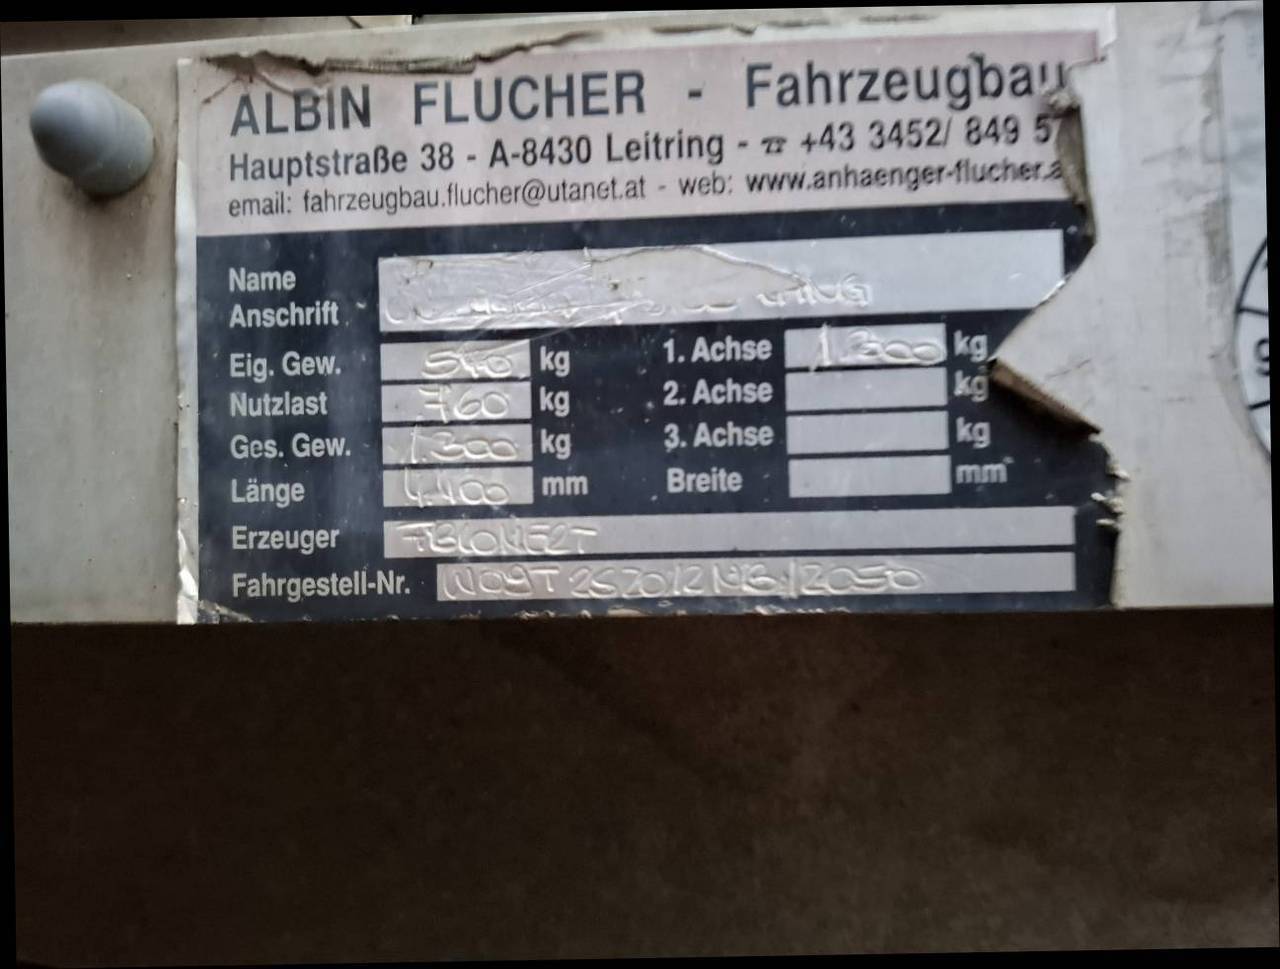 ALBIN FLUCHER - Fahrzeugbau
Hauptstraße 38 - A-8430 Leitring - ☎ +43 3452/ 849 5
email: fahrzeugbau.flucher@utanet.at - web: www.anhaenger-flucher.a
Name
Anschrift
Eig. Gew. 540 kg 1. Achse 1.300 kg
Nutzlast 760 kg 2. Achse kg
Ges. Gew. 1.300 kg 3. Achse kg
Länge 4.400 mm Breite mm
Erzeuger
Fahrgestell-Nr.